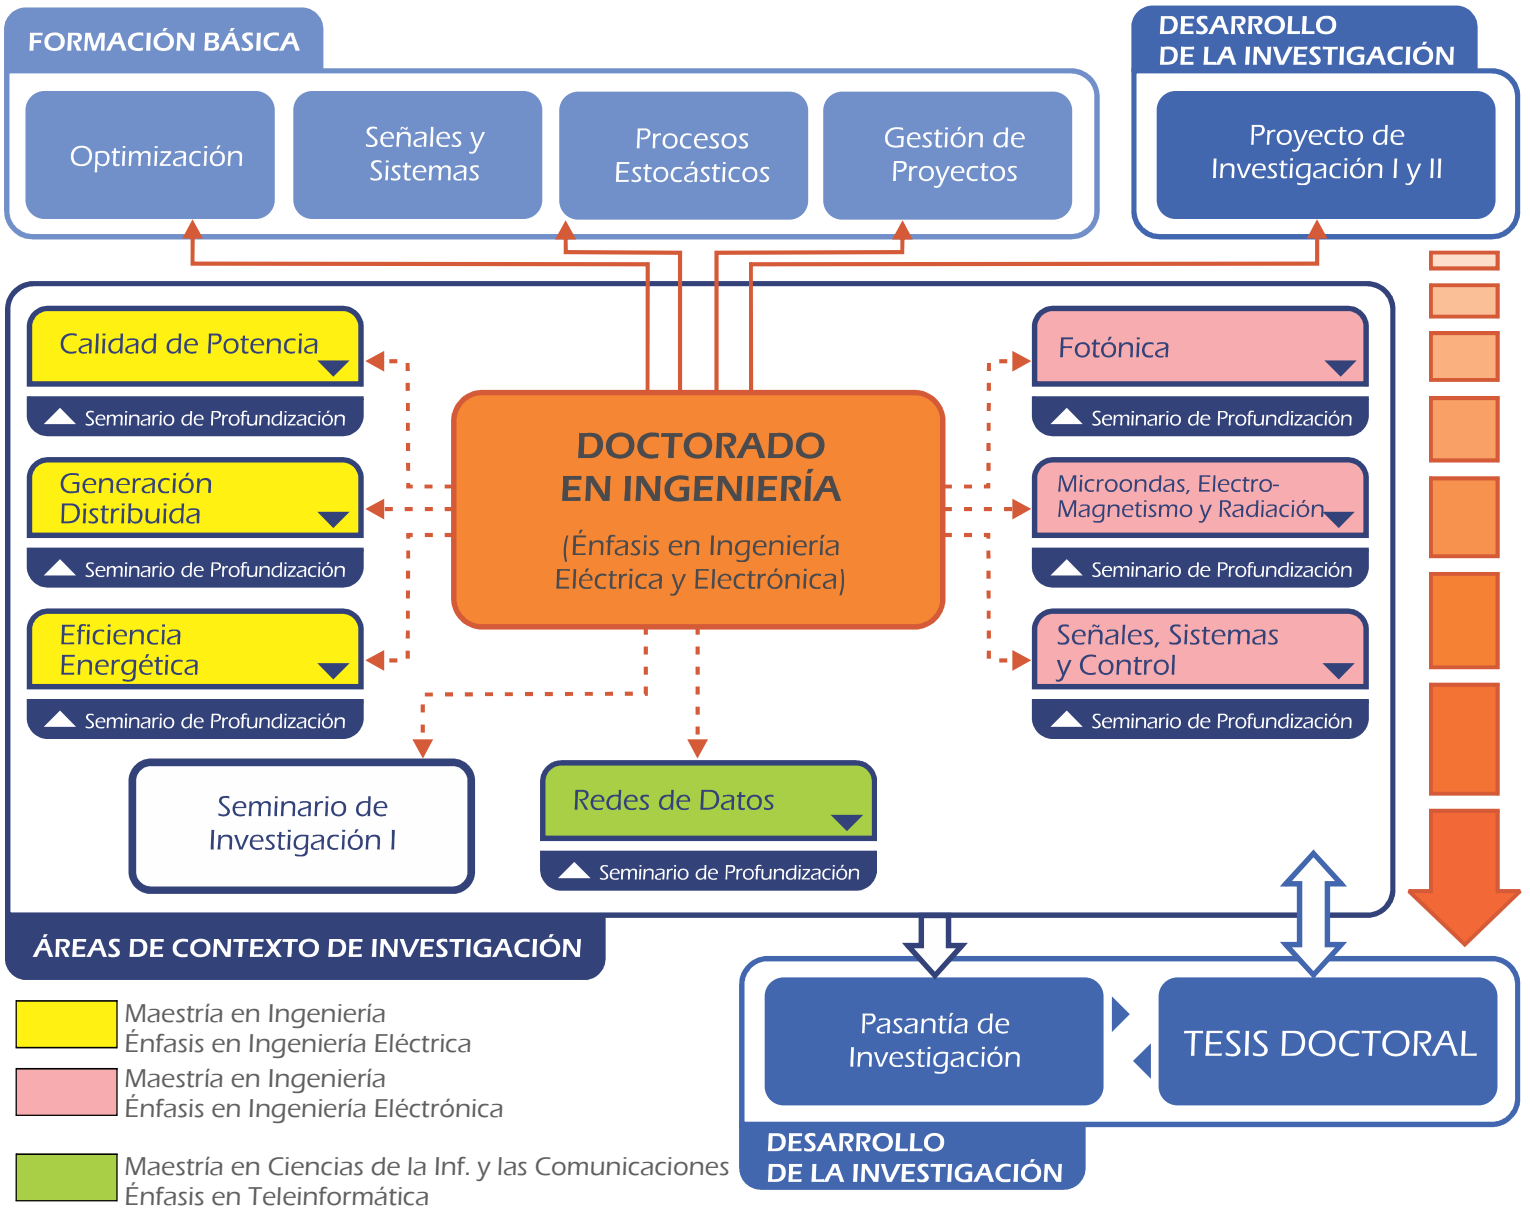 FORMACIÓN BÁSICA
Optimización
Señales y
Sistemas
Procesos
Estocásticos
Gestión de
Proyectos
DESARROLLO
DE LA INVESTIGACIÓN
Proyecto de
Investigación I y II
Calidad de Potencia
Seminario de Profundización
Generación
Distribuida
Seminario de Profundización
Eficiencia
Energética
Seminario de Profundización
DOCTORADO
EN INGENIERÍA
(Énfasis en Ingeniería
Eléctrica y Electrónica)
Fotónica
Seminario de Profundización
Microondas, Electro-
Magnetismo y Radiación
Seminario de Profundización
Señales, Sistemas
y Control
Seminario de Profundización
Seminario de
Investigación I
Redes de Datos
Seminario de Profundización
ÁREAS DE CONTEXTO DE INVESTIGACIÓN
Pasantía de
Investigación
TESIS DOCTORAL
DESARROLLO
DE LA INVESTIGACIÓN
Maestría en Ingeniería
Énfasis en Ingeniería Eléctrica
Maestría en Ingeniería
Énfasis en Ingeniería Eléctrónica
Maestría en Ciencias de la Inf. y las Comunicaciones
Énfasis en Teleinformática